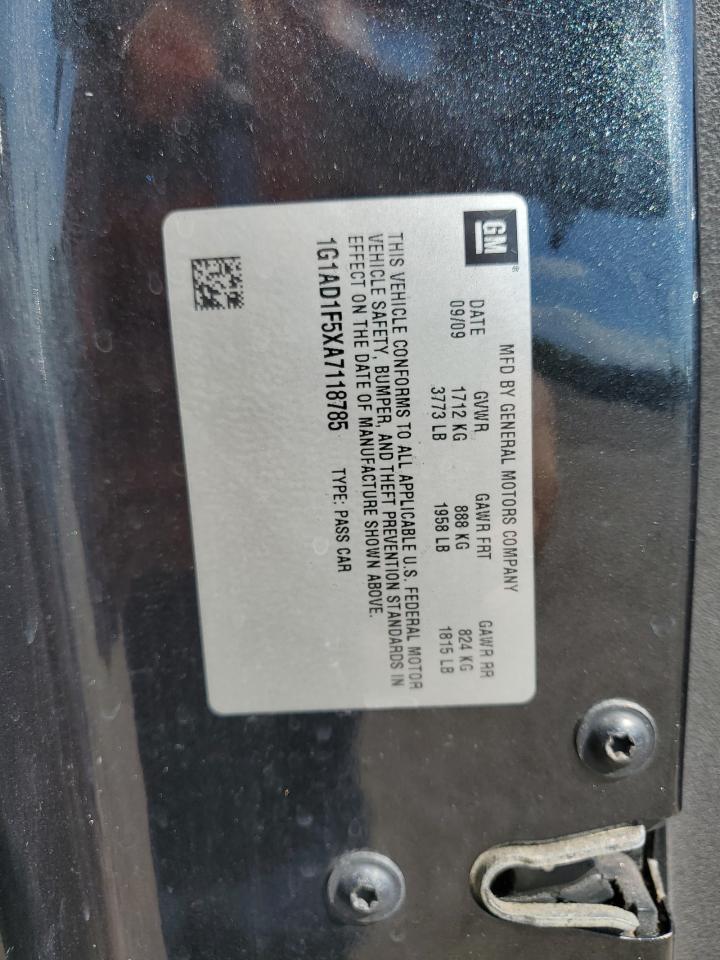 GM®
MFD BY GENERAL MOTORS COMPANY
DATE GVWR GAWR FRT GAWR RR
09/09 1712 KG 888 KG 824 KG
3773 LB 1958 LB 1815 LB
THIS VEHICLE CONFORMS TO ALL APPLICABLE U.S. FEDERAL MOTOR
VEHICLE SAFETY, BUMPER, AND THEFT PREVENTION STANDARDS IN
EFFECT ON THE DATE OF MANUFACTURE SHOWN ABOVE.
1G1AD1F5XA7118785 TYPE: PASS CAR